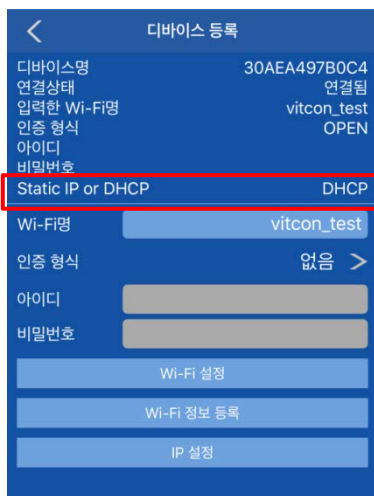 디바이스 등록
디바이스명 30AEA497B0C4
연결상태 연결됨
입력한 Wi-Fi명 vitcon_test
인증 형식 OPEN
아이디
비밀번호
Static IP or DHCP DHCP
Wi-Fi명 vitcon_test
인증 형식 없음
아이디
비밀번호
Wi-Fi 설정
Wi-Fi 정보 등록
IP 설정